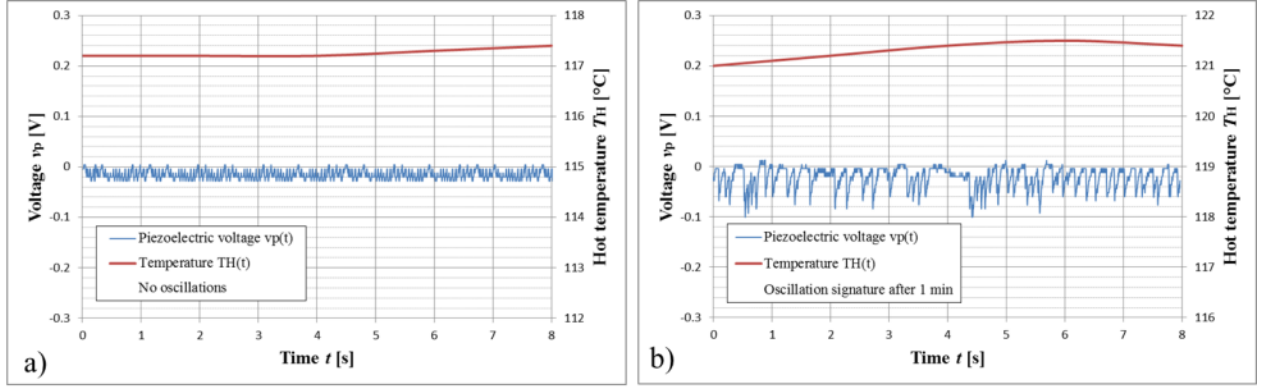 0.3
0.2
0.1
0
-0.1
-0.2
-0.3
Voltage vp [V]
118
117
116
115
114
113
112
Hot temperature TH [°C]
Piezoelectric voltage vp(t)
Temperature TH(t)
No oscillations
0 1 2 3 4 5 6 7 8
Time t [s]
a)
0.3
0.2
0.1
0
-0.1
-0.2
-0.3
Voltage vp [V]
122
121
120
119
118
117
116
Hot temperature TH [°C]
Piezoelectric voltage vp(t)
Temperature TH(t)
Oscillation signature after 1 min
0 1 2 3 4 5 6 7 8
Time t [s]
b)